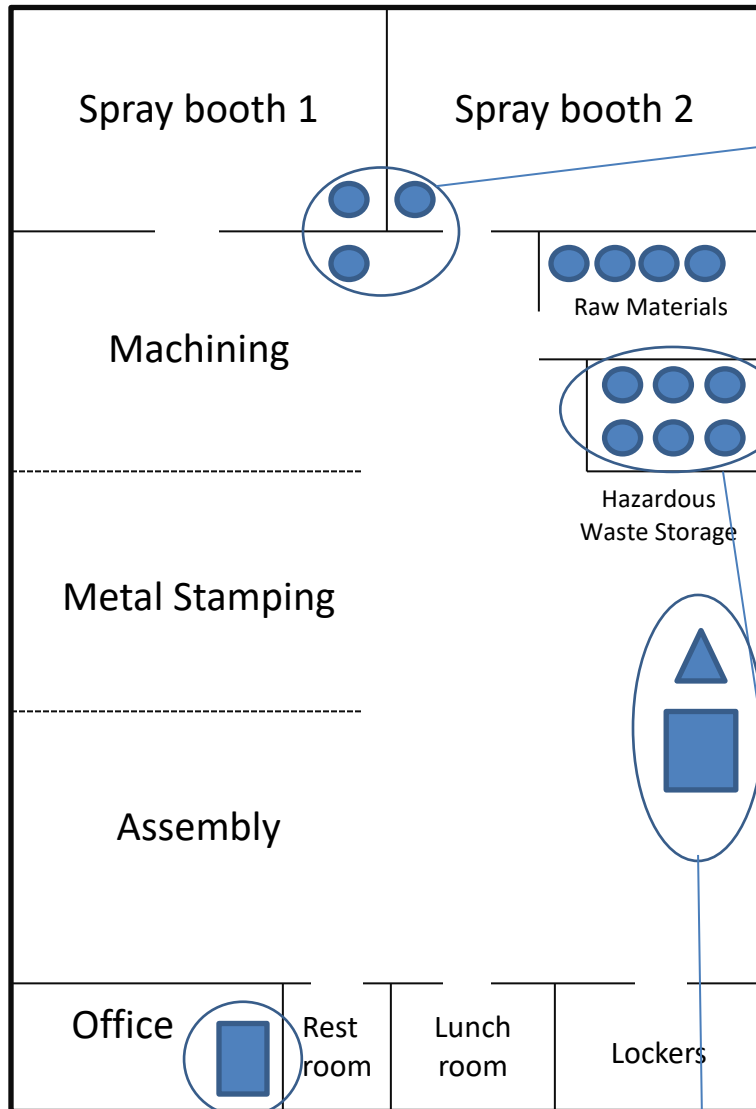 Spray booth 1
Spray booth 2
Raw Materials
Machining
Hazardous
Waste Storage
Metal Stamping
Assembly
Office
Rest
room
Lunch
room
Lockers